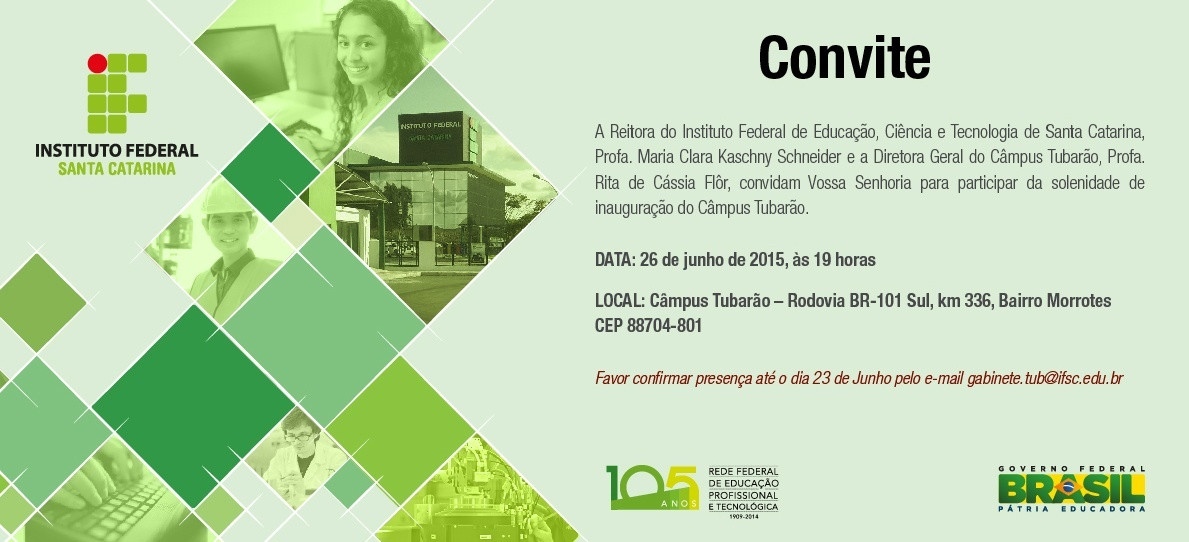 INSTITUTO FEDERAL
SANTA CATARINA
INSTITUTO FEDERAL
SANTA CATARINA
Convite
A Reitora do Instituto Federal de Educação, Ciência e Tecnologia de Santa Catarina,
Profa. Maria Clara Kaschny Schneider e a Diretora Geral do Câmpus Tubarão, Profa.
Rita de Cássia Flôr, convidam Vossa Senhoria para participar da solenidade de
inauguração do Câmpus Tubarão.
DATA: 26 de junho de 2015, às 19 horas
LOCAL: Câmpus Tubarão – Rodovia BR-101 Sul, km 336, Bairro Morrotes
CEP 88704-801
Favor confirmar presença até o dia 23 de Junho pelo e-mail gabinete.tub@ifsc.edu.br
105
ANOS
REDE FEDERAL
DE EDUCAÇÃO
PROFISSIONAL
E TECNOLÓGICA
1909-2014
GOVERNO FEDERAL
BRASIL
PÁTRIA EDUCADORA